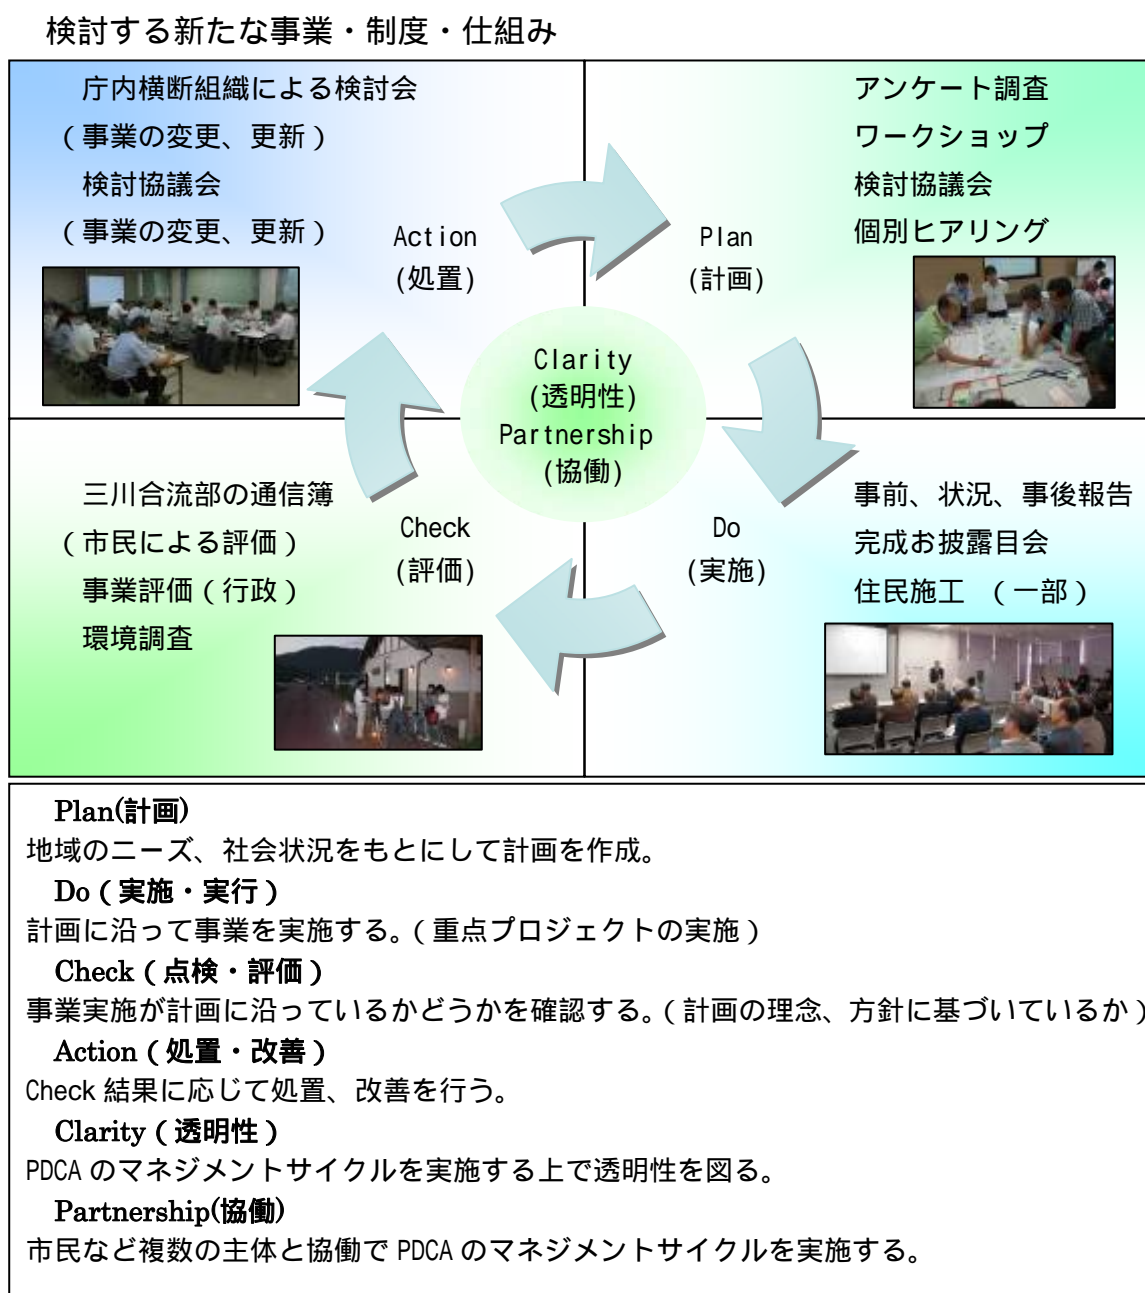 検討する新たな事業・制度・仕組み
庁内横断組織による検討会
（事業の変更、更新）
検討協議会
（事業の変更、更新）
Action
(処置)
アンケート調査
ワークショップ
検討協議会
個別ヒアリング
Plan
(計画)
Clarity
(透明性)
Partnership
(協働)
三川合流部の通信簿
（市民による評価）
事業評価（行政）
環境調査
Check
(評価)
Do
(実施)
事前、状況、事後報告
完成お披露目会
住民施工　（一部）
Plan(計画)
地域のニーズ、社会状況をもとにして計画を作成。
Do（実施・実行）
計画に沿って事業を実施する。（重点プロジェクトの実施）
Check（点検・評価）
事業実施が計画に沿っているかどうかを確認する。（計画の理念、方針に基づいているか）
Action（処置・改善）
Check 結果に応じて処置、改善を行う。
Clarity（透明性）
PDCA のマネジメントサイクルを実施する上で透明性を図る。
Partnership(協働)
市民など複数の主体と協働で PDCA のマネジメントサイクルを実施する。